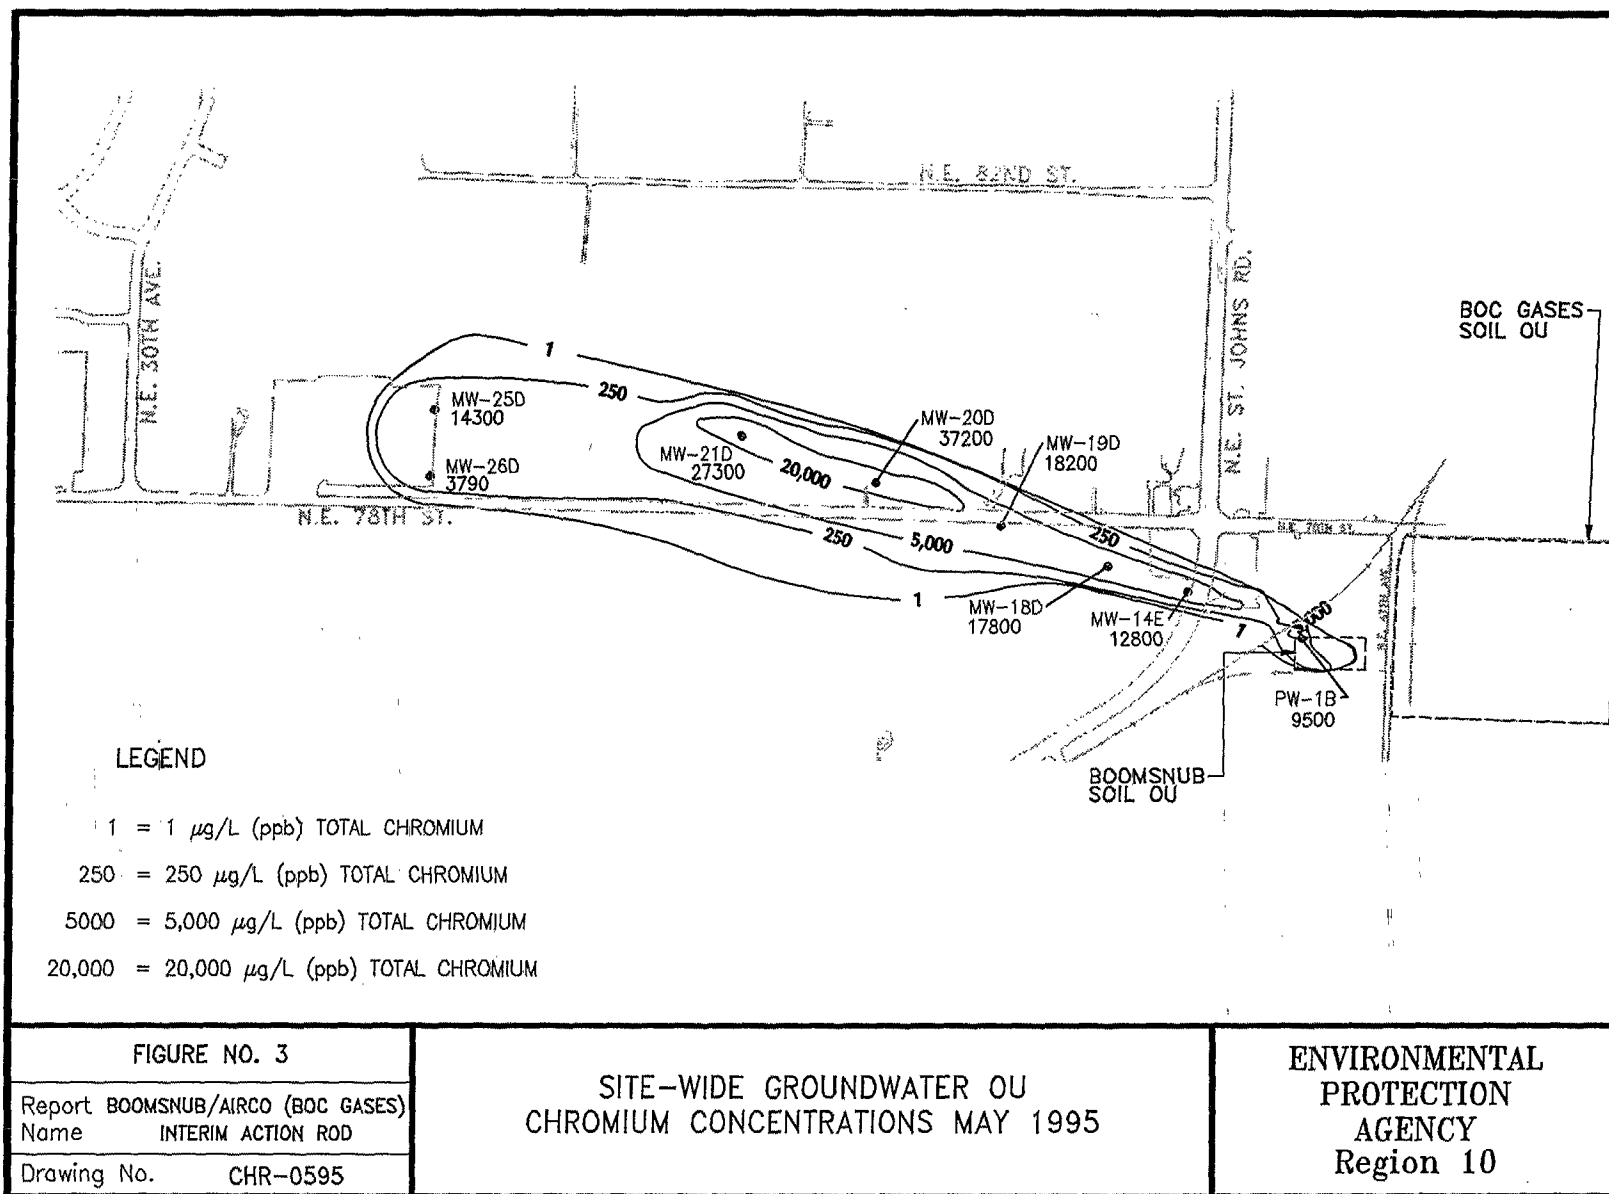 N.E. 82ND ST.
N.E. 30TH AVE.
N.E. ST. JOHNS RD.
BOC GASES
SOIL OU
1
250
MW-25D
14300
MW-20D
37200
MW-19D
18200
MW-21D
27300
20,000
MW-26D
3790
N.E. 78TH ST.
N.E. 78TH ST.
250
5,000
250
1
MW-18D
17800
MW-14E
12800
1
N.E. 47TH AVE.
PW-1B
9500
BOOMSNUB
SOIL OU
LEGEND
1 = 1 µg/L (ppb) TOTAL CHROMIUM
250 = 250 µg/L (ppb) TOTAL CHROMIUM
5000 = 5,000 µg/L (ppb) TOTAL CHROMIUM
20,000 = 20,000 µg/L (ppb) TOTAL CHROMIUM
FIGURE NO. 3
Report BOOMSNUB/AIRCO (BOC GASES)
Name INTERIM ACTION ROD
Drawing No. CHR-0595
SITE-WIDE GROUNDWATER OU
CHROMIUM CONCENTRATIONS MAY 1995
ENVIRONMENTAL
PROTECTION
AGENCY
Region 10